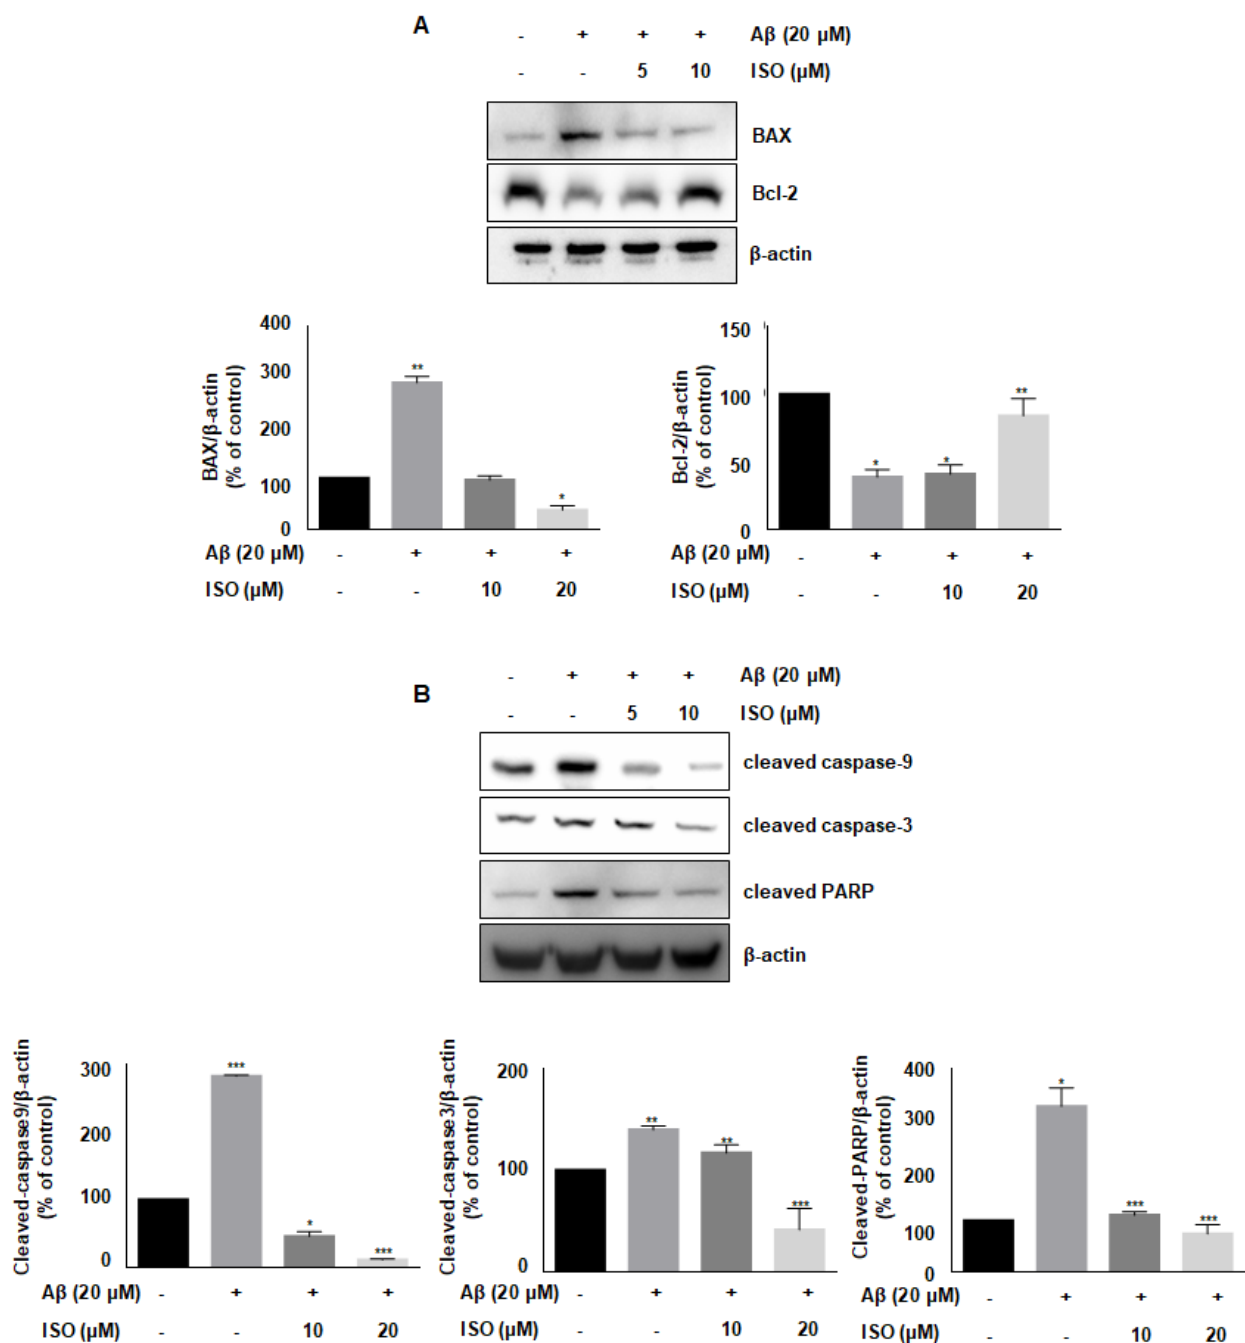 A
- + + + Aβ (20 µM)
- - 5 10 ISO (µM)
BAX
Bcl-2
β-actin
BAX/β-actin
(% of control)
400
300
200
100
0
**
*
Aβ (20 µM) - + + +
ISO (µM) - - 10 20
Bcl-2/β-actin
(% of control)
150
100
50
0
*
*
**
Aβ (20 µM) - + + +
ISO (µM) - - 10 20
B
- + + + Aβ (20 µM)
- - 5 10 ISO (µM)
cleaved caspase-9
cleaved caspase-3
cleaved PARP
β-actin
Cleaved-caspase9/β-actin
(% of control)
300
200
100
0
***
*
***
Aβ (20 µM) - + + +
ISO (µM) - - 10 20
Cleaved-caspase3/β-actin
(% of control)
200
100
0
**
**
***
Aβ (20 µM) - + + +
ISO (µM) - - 10 20
Cleaved-PARP/β-actin
(% of control)
400
300
200
100
0
*
***
***
Aβ (20 µM) - + + +
ISO (µM) - - 10 20